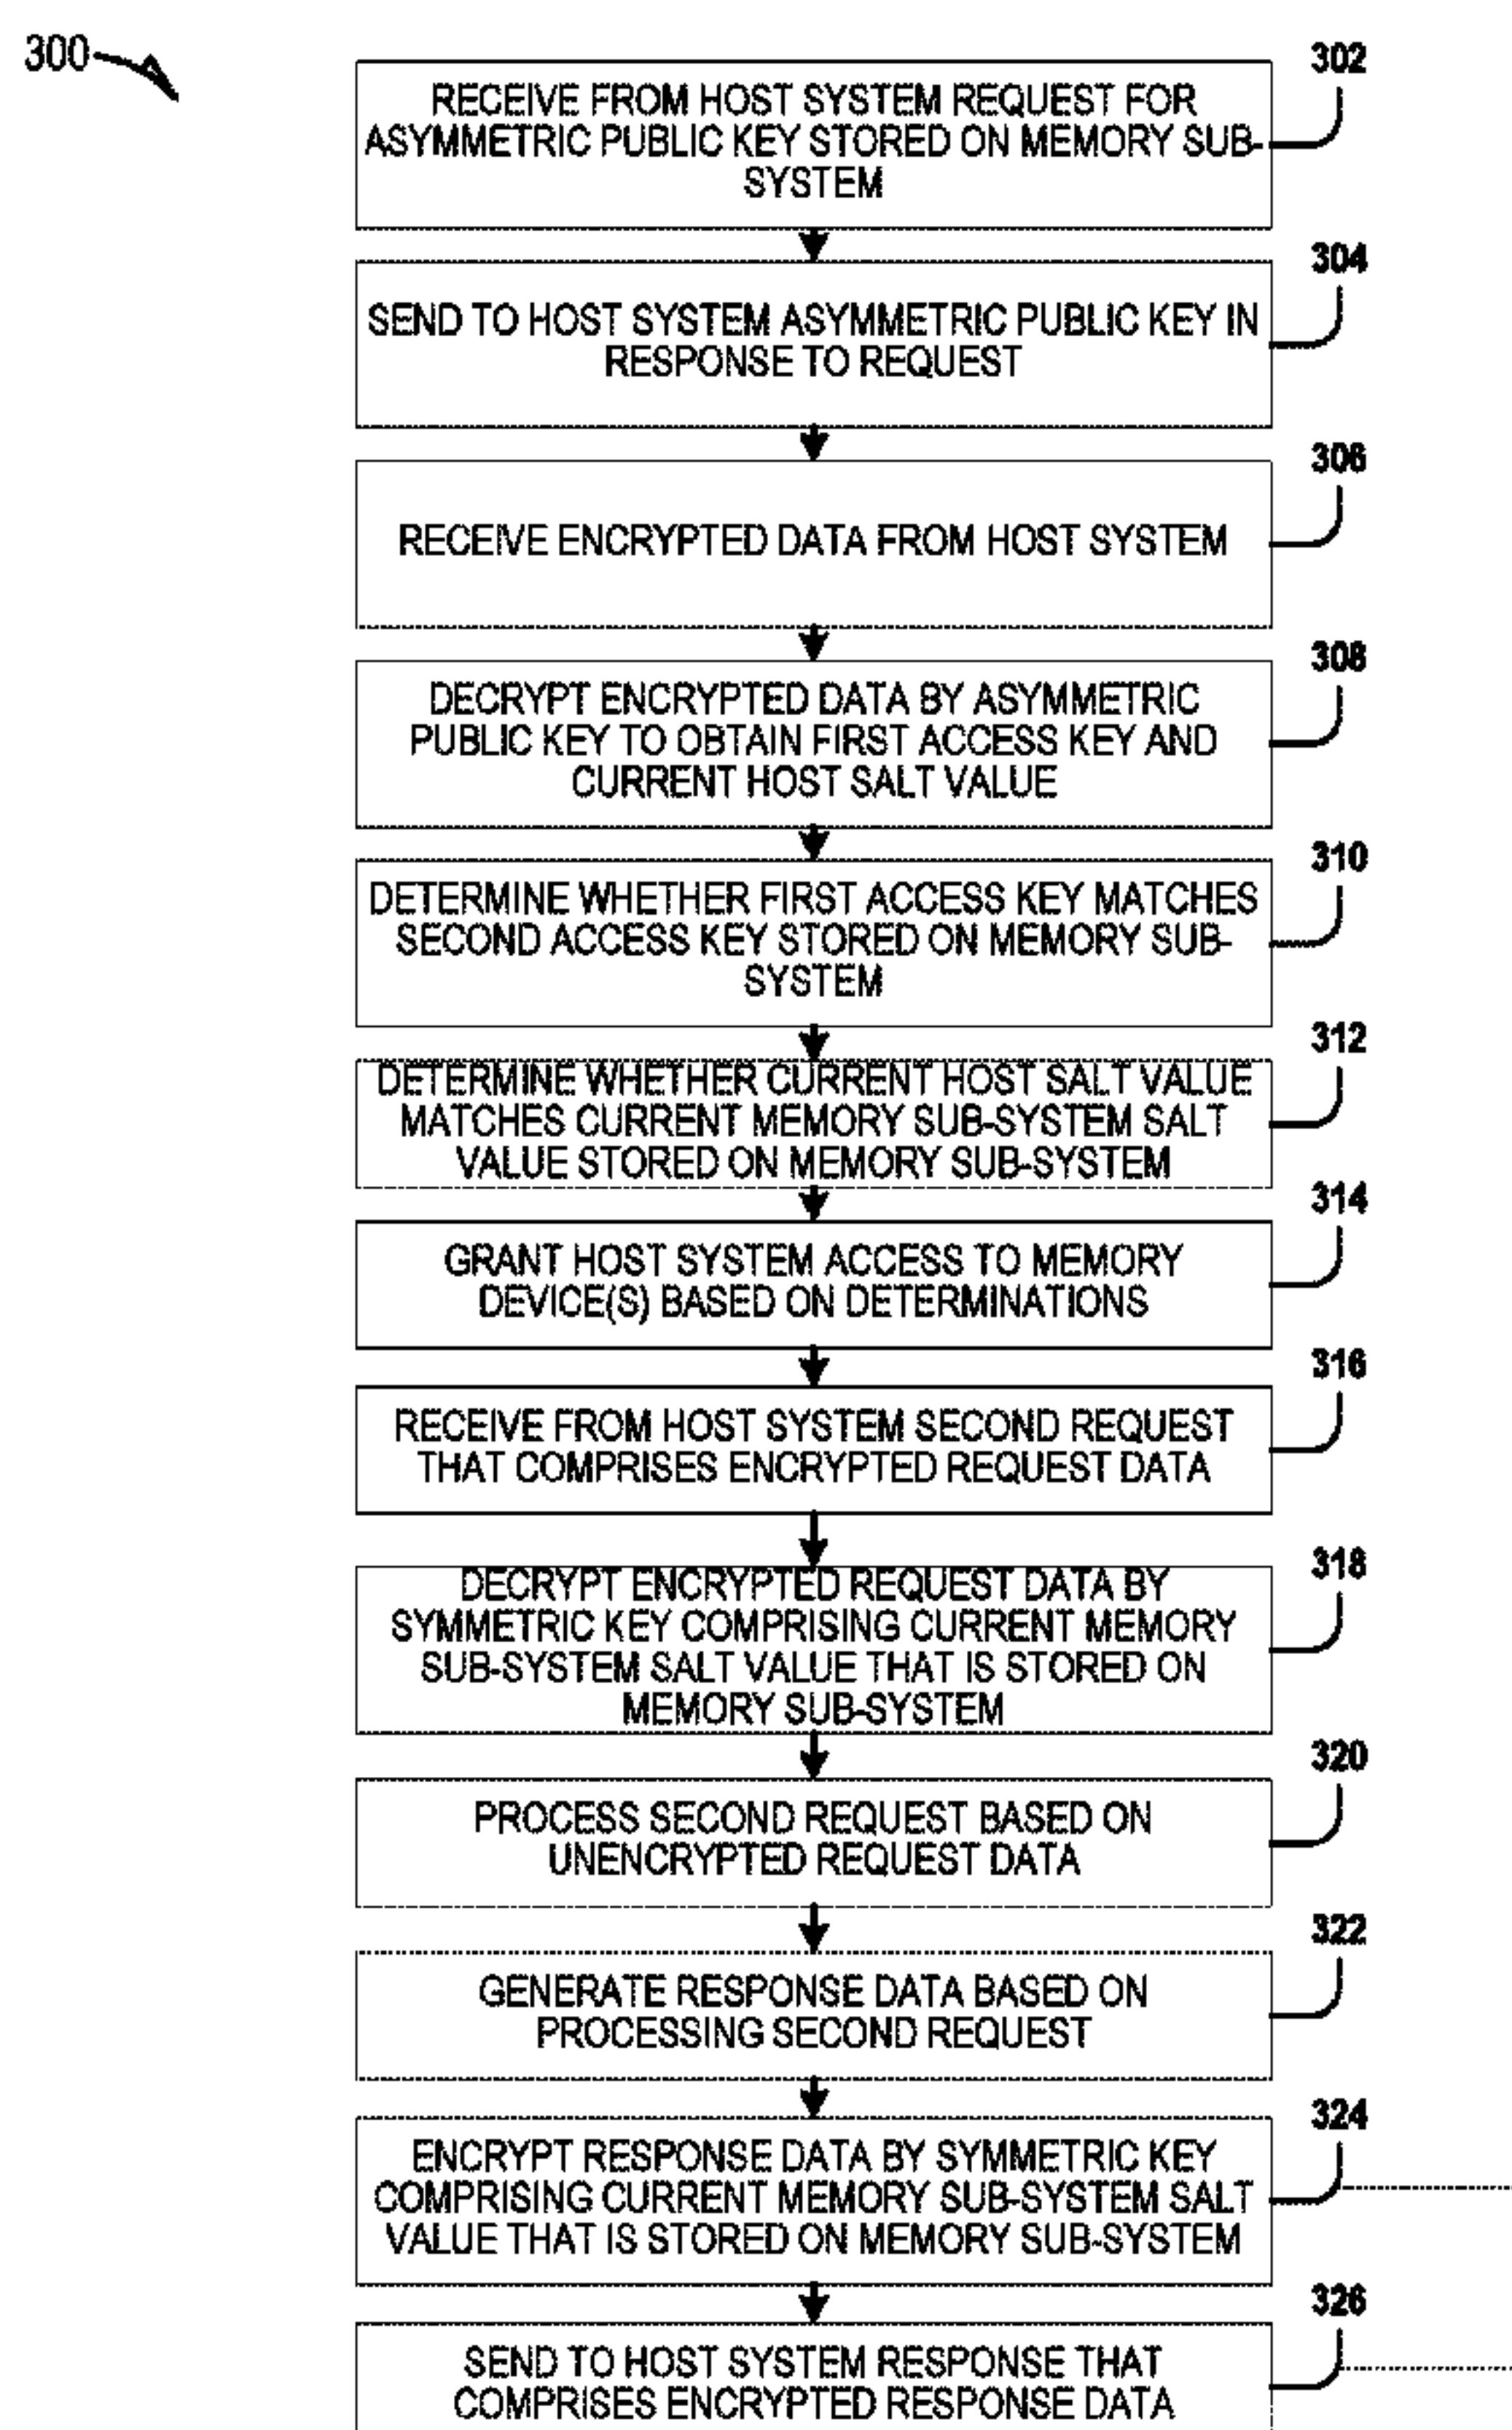 300
302
RECEIVE FROM HOST SYSTEM REQUEST FOR
ASYMMETRIC PUBLIC KEY STORED ON MEMORY SUB-
SYSTEM
304
SEND TO HOST SYSTEM ASYMMETRIC PUBLIC KEY IN
RESPONSE TO REQUEST
306
RECEIVE ENCRYPTED DATA FROM HOST SYSTEM
308
DECRYPT ENCRYPTED DATA BY ASYMMETRIC
PUBLIC KEY TO OBTAIN FIRST ACCESS KEY AND
CURRENT HOST SALT VALUE
310
DETERMINE WHETHER FIRST ACCESS KEY MATCHES
SECOND ACCESS KEY STORED ON MEMORY SUB-
SYSTEM
312
DETERMINE WHETHER CURRENT HOST SALT VALUE
MATCHES CURRENT MEMORY SUB-SYSTEM SALT
VALUE STORED ON MEMORY SUB-SYSTEM
314
GRANT HOST SYSTEM ACCESS TO MEMORY
DEVICE(S) BASED ON DETERMINATIONS
316
RECEIVE FROM HOST SYSTEM SECOND REQUEST
THAT COMPRISES ENCRYPTED REQUEST DATA
318
DECRYPT ENCRYPTED REQUEST DATA BY
SYMMETRIC KEY COMPRISING CURRENT MEMORY
SUB-SYSTEM SALT VALUE THAT IS STORED ON
MEMORY SUB-SYSTEM
320
PROCESS SECOND REQUEST BASED ON
UNENCRYPTED REQUEST DATA
322
GENERATE RESPONSE DATA BASED ON
PROCESSING SECOND REQUEST
324
ENCRYPT RESPONSE DATA BY SYMMETRIC KEY
COMPRISING CURRENT MEMORY SUB-SYSTEM SALT
VALUE THAT IS STORED ON MEMORY SUB-SYSTEM
326
SEND TO HOST SYSTEM RESPONSE THAT
COMPRISES ENCRYPTED RESPONSE DATA